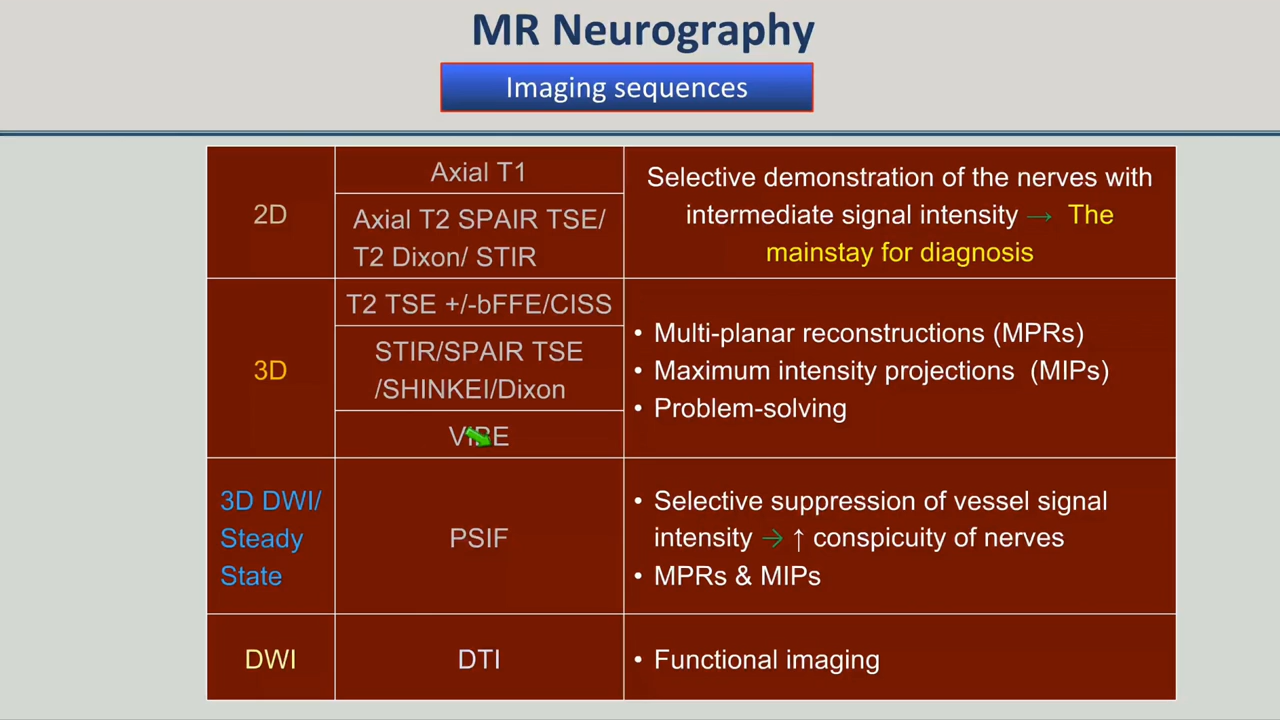 MR Neurography
Imaging sequences
2D
Axial T1
Axial T2 SPAIR TSE/
T2 Dixon/ STIR
Selective demonstration of the nerves with
intermediate signal intensity → The
mainstay for diagnosis
3D
T2 TSE +/-bFFE/CISS
STIR/SPAIR TSE
/SHINKEI/Dixon
VIBE
• Multi-planar reconstructions (MPRs)
• Maximum intensity projections (MIPs)
• Problem-solving
3D DWI/
Steady
State
PSIF
• Selective suppression of vessel signal
intensity → ↑ conspicuity of nerves
• MPRs & MIPs
DWI
DTI
• Functional imaging